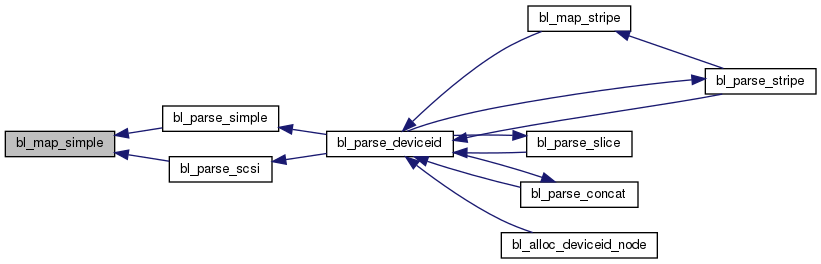 bl_map_stripe
bl_parse_stripe
bl_parse_simple
bl_map_simple
bl_parse_deviceid
bl_parse_slice
bl_parse_scsi
bl_parse_concat
bl_alloc_deviceid_node